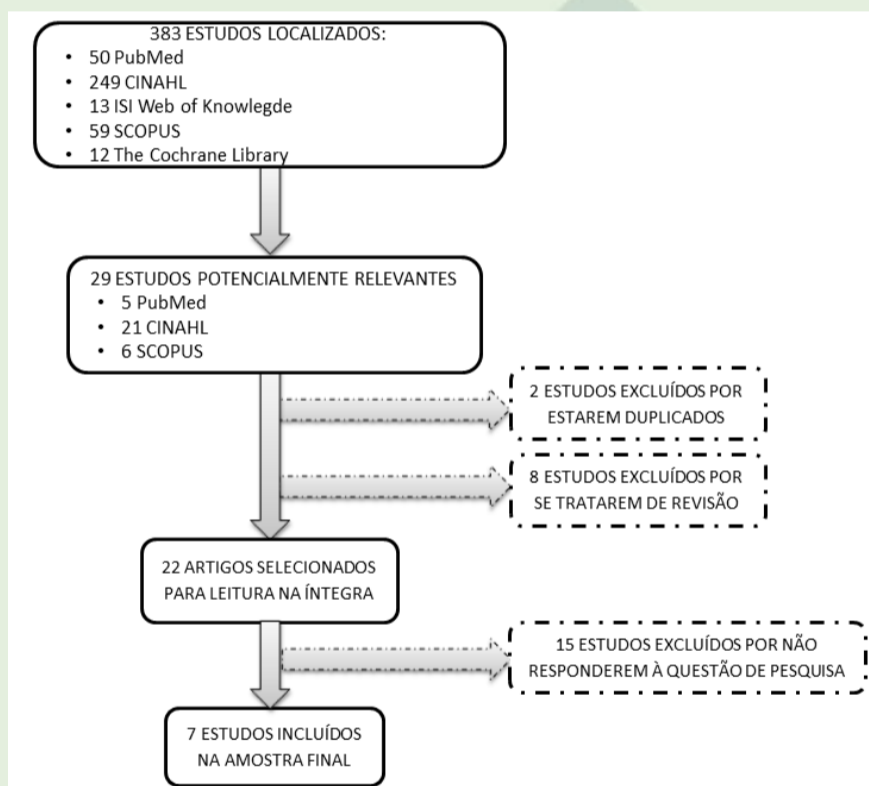 383 ESTUDOS LOCALIZADOS:
• 50 PubMed
• 249 CINAHL
• 13 ISI Web of Knowlegde
• 59 SCOPUS
• 12 The Cochrane Library
29 ESTUDOS POTENCIALMENTE RELEVANTES
• 5 PubMed
• 21 CINAHL
• 6 SCOPUS
2 ESTUDOS EXCLUÍDOS POR
ESTAREM DUPLICADOS
8 ESTUDOS EXCLUÍDOS POR
SE TRATAREM DE REVISÃO
22 ARTIGOS SELECIONADOS
PARA LEITURA NA ÍNTEGRA
15 ESTUDOS EXCLUÍDOS POR NÃO
RESPONDEREM À QUESTÃO DE PESQUISA
7 ESTUDOS INCLUÍDOS
NA AMOSTRA FINAL